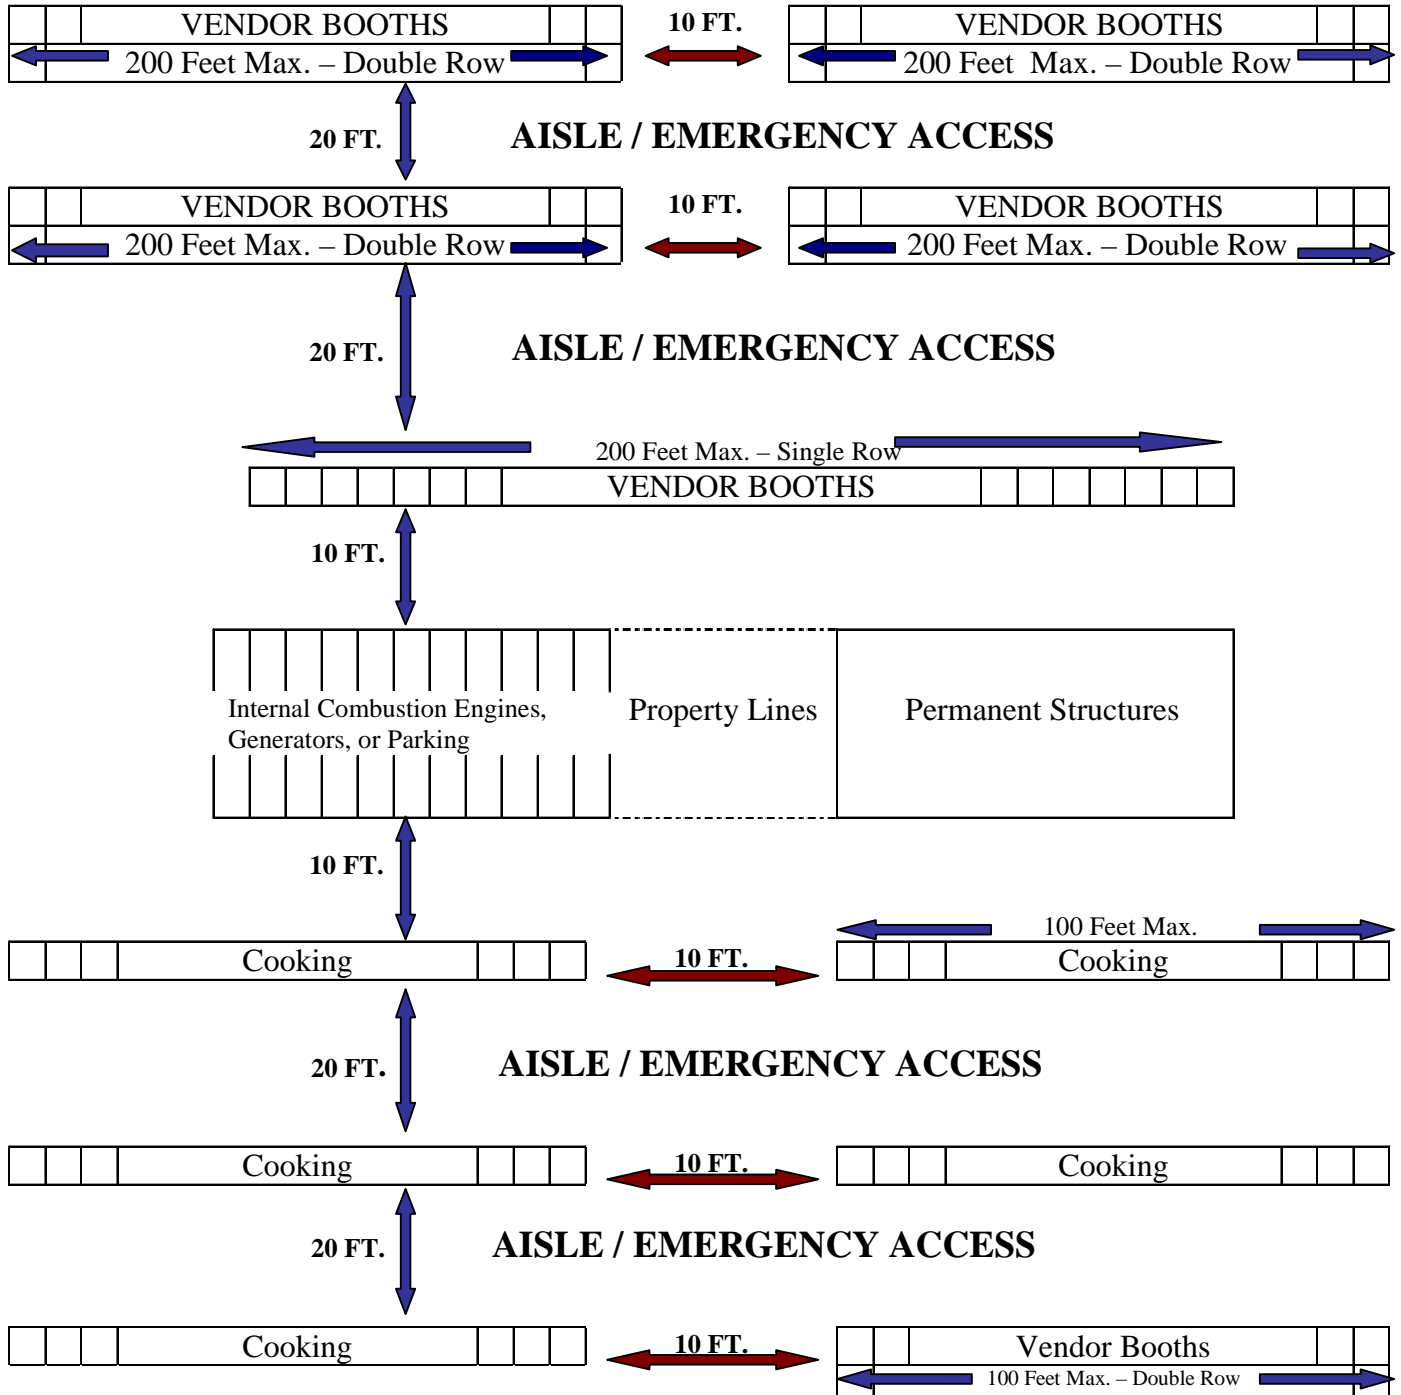 VENDOR BOOTHS
10 FT.
VENDOR BOOTHS
200 Feet Max. – Double Row
200 Feet Max. – Double Row
20 FT.
AISLE / EMERGENCY ACCESS
VENDOR BOOTHS
10 FT.
VENDOR BOOTHS
200 Feet Max. – Double Row
200 Feet Max. – Double Row
20 FT.
AISLE / EMERGENCY ACCESS
200 Feet Max. – Single Row
VENDOR BOOTHS
10 FT.
Internal Combustion Engines,
Generators, or Parking
Property Lines
Permanent Structures
10 FT.
100 Feet Max.
Cooking
10 FT.
Cooking
20 FT.
AISLE / EMERGENCY ACCESS
Cooking
10 FT.
Cooking
20 FT.
AISLE / EMERGENCY ACCESS
Cooking
10 FT.
Vendor Booths
100 Feet Max. – Double Row